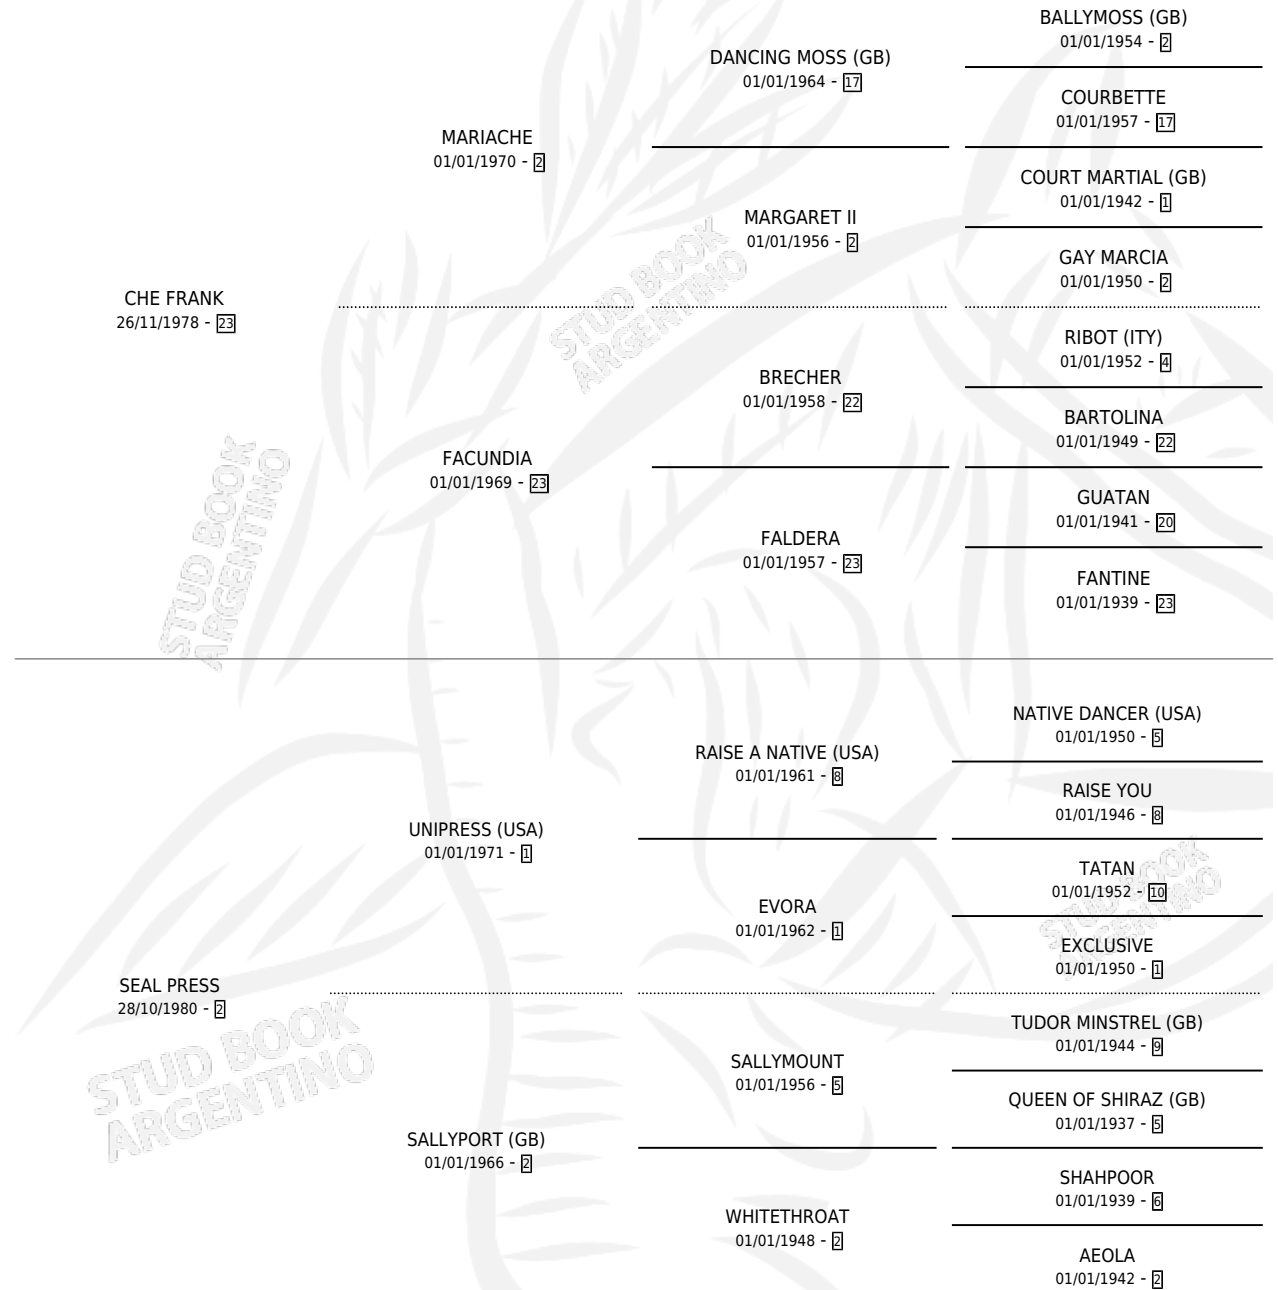 BALLYMOSS (GB)
01/01/1954 - 2
DANCING MOSS (GB)
01/01/1964 - 17
COURBETTE
01/01/1957 - 17
MARIACHE
01/01/1970 - 2
COURT MARTIAL (GB)
01/01/1942 - 1
MARGARET II
01/01/1956 - 2
GAY MARCIA
01/01/1950 - 2
CHE FRANK
26/11/1978 - 23
RIBOT (ITY)
01/01/1952 - 4
BRECHER
01/01/1958 - 22
BARTOLINA
01/01/1949 - 22
FACUNDIA
01/01/1969 - 23
GUATAN
01/01/1941 - 20
FALDERA
01/01/1957 - 23
FANTINE
01/01/1939 - 23
STUD BOOK
ARGENTINO
STUD BOOK
ARGENTINO
NATIVE DANCER (USA)
01/01/1950 - 5
RAISE A NATIVE (USA)
01/01/1961 - 8
RAISE YOU
01/01/1946 - 8
UNIPRESS (USA)
01/01/1971 - 1
TATAN
01/01/1952 - 10
EVORA
01/01/1962 - 1
EXCLUSIVE
01/01/1950 - 1
STUD BOOK
ARGENTINO
SEAL PRESS
28/10/1980 - 2
TUDOR MINSTREL (GB)
01/01/1944 - 9
SALLYMOUNT
01/01/1956 - 5
QUEEN OF SHIRAZ (GB)
01/01/1937 - 5
SALLYPORT (GB)
01/01/1966 - 2
SHAHPOOR
01/01/1939 - 6
WHITETHROAT
01/01/1948 - 2
AEOLA
01/01/1942 - 2
STUD BOOK
ARGENTINO